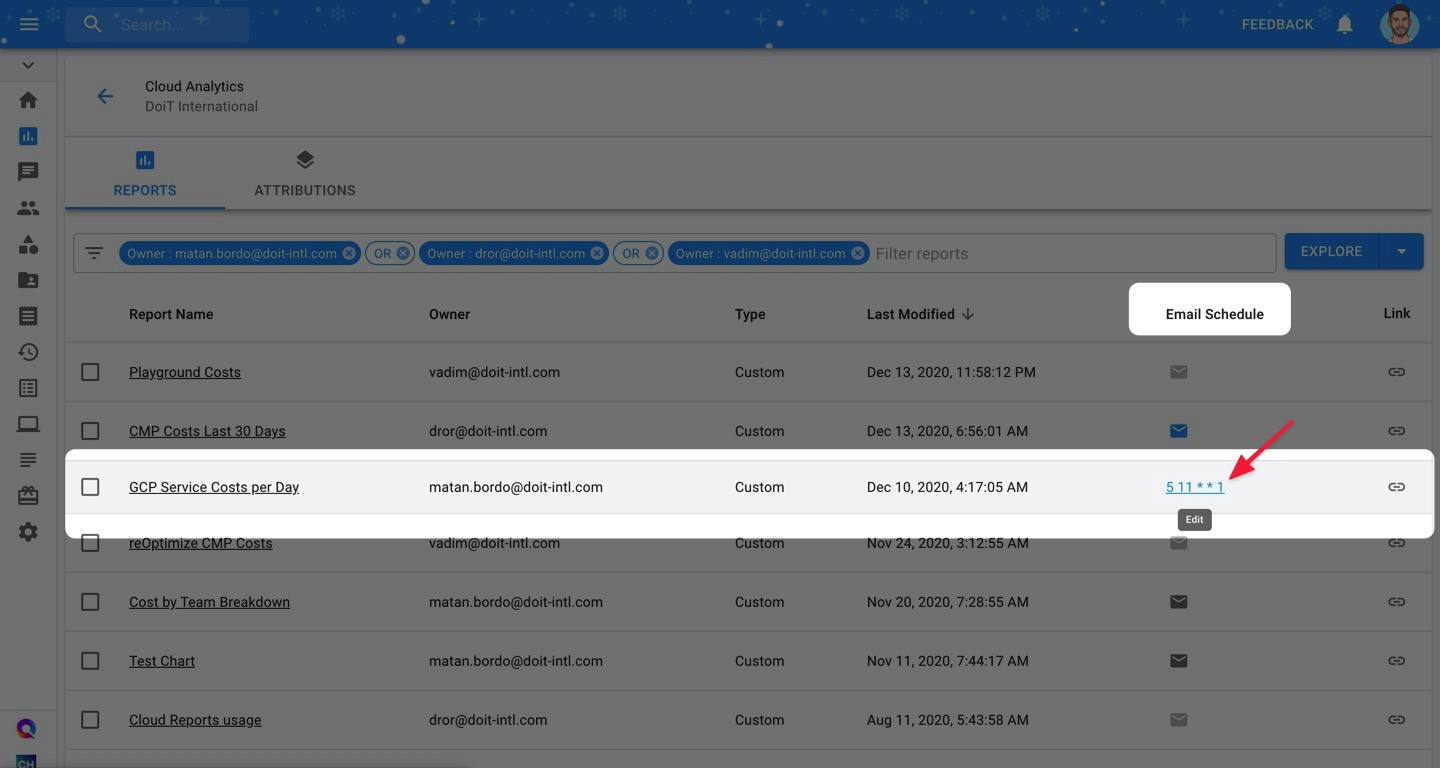 Search...
FEEDBACK
Cloud Analytics
DoiT International
REPORTS ATTRIBUTIONS
Owner : matan.bordo@doit-intl.com OR Owner : dror@doit-intl.com OR Owner : vadim@doit-intl.com Filter reports EXPLORE
Report Name Owner Type Last Modified Email Schedule Link
Playground Costs vadim@doit-intl.com Custom Dec 13, 2020, 11:58:12 PM
CMP Costs Last 30 Days dror@doit-intl.com Custom Dec 13, 2020, 6:56:01 AM
GCP Service Costs per Day matan.bordo@doit-intl.com Custom Dec 10, 2020, 4:17:05 AM 5 11 * * 1
Edit
reOptimize CMP Costs vadim@doit-intl.com Custom Nov 24, 2020, 3:12:55 AM
Cost by Team Breakdown matan.bordo@doit-intl.com Custom Nov 20, 2020, 7:28:55 AM
Test Chart matan.bordo@doit-intl.com Custom Nov 11, 2020, 7:44:17 AM
Cloud Reports usage dror@doit-intl.com Custom Aug 11, 2020, 5:43:58 AM
CH